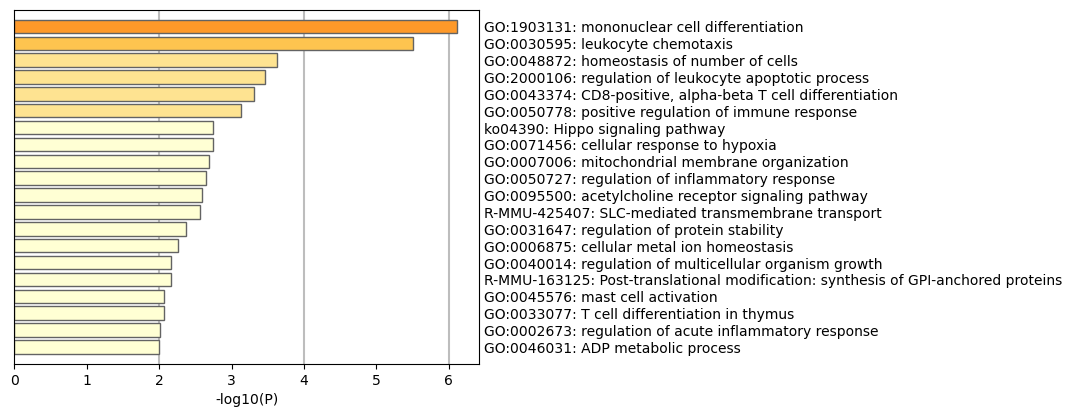 GO:1903131: mononuclear cell differentiation
GO:0030595: leukocyte chemotaxis
GO:0048872: homeostasis of number of cells
GO:2000106: regulation of leukocyte apoptotic process
GO:0043374: CD8-positive, alpha-beta T cell differentiation
GO:0050778: positive regulation of immune response
ko04390: Hippo signaling pathway
GO:0071456: cellular response to hypoxia
GO:0007006: mitochondrial membrane organization
GO:0050727: regulation of inflammatory response
GO:0095500: acetylcholine receptor signaling pathway
R-MMU-425407: SLC-mediated transmembrane transport
GO:0031647: regulation of protein stability
GO:0006875: cellular metal ion homeostasis
GO:0040014: regulation of multicellular organism growth
R-MMU-163125: Post-translational modification: synthesis of GPI-anchored proteins
GO:0045576: mast cell activation
GO:0033077: T cell differentiation in thymus
GO:0002673: regulation of acute inflammatory response
GO:0046031: ADP metabolic process
0 1 2 3 4 5 6
-log10(P)